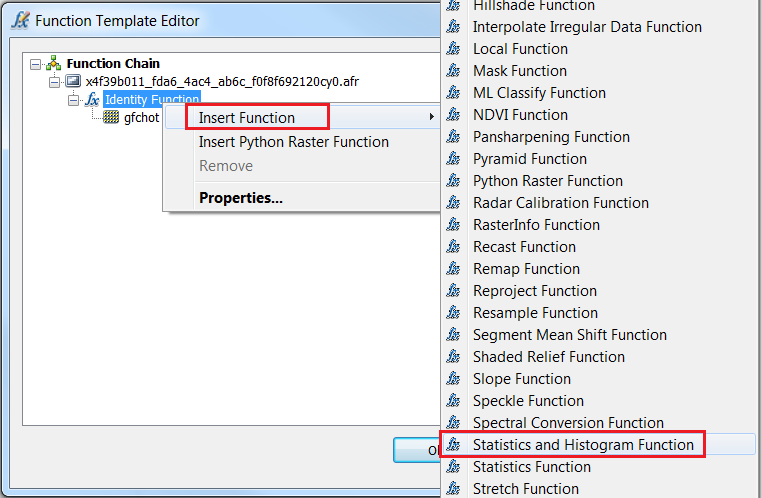 Function Template Editor
Function Chain
x4f39b011_fda6_4ac4_ab6c_f0f8f692120cy0.afr
Identity Function
gfchot
Insert Function
Insert Python Raster Function
Remove
Properties...
Hillshade Function
Interpolate Irregular Data Function
Local Function
Mask Function
ML Classify Function
NDVI Function
Pansharpening Function
Pyramid Function
Python Raster Function
Radar Calibration Function
RasterInfo Function
Recast Function
Remap Function
Reproject Function
Resample Function
Segment Mean Shift Function
Shaded Relief Function
Slope Function
Speckle Function
Spectral Conversion Function
Statistics and Histogram Function
Statistics Function
Stretch Function